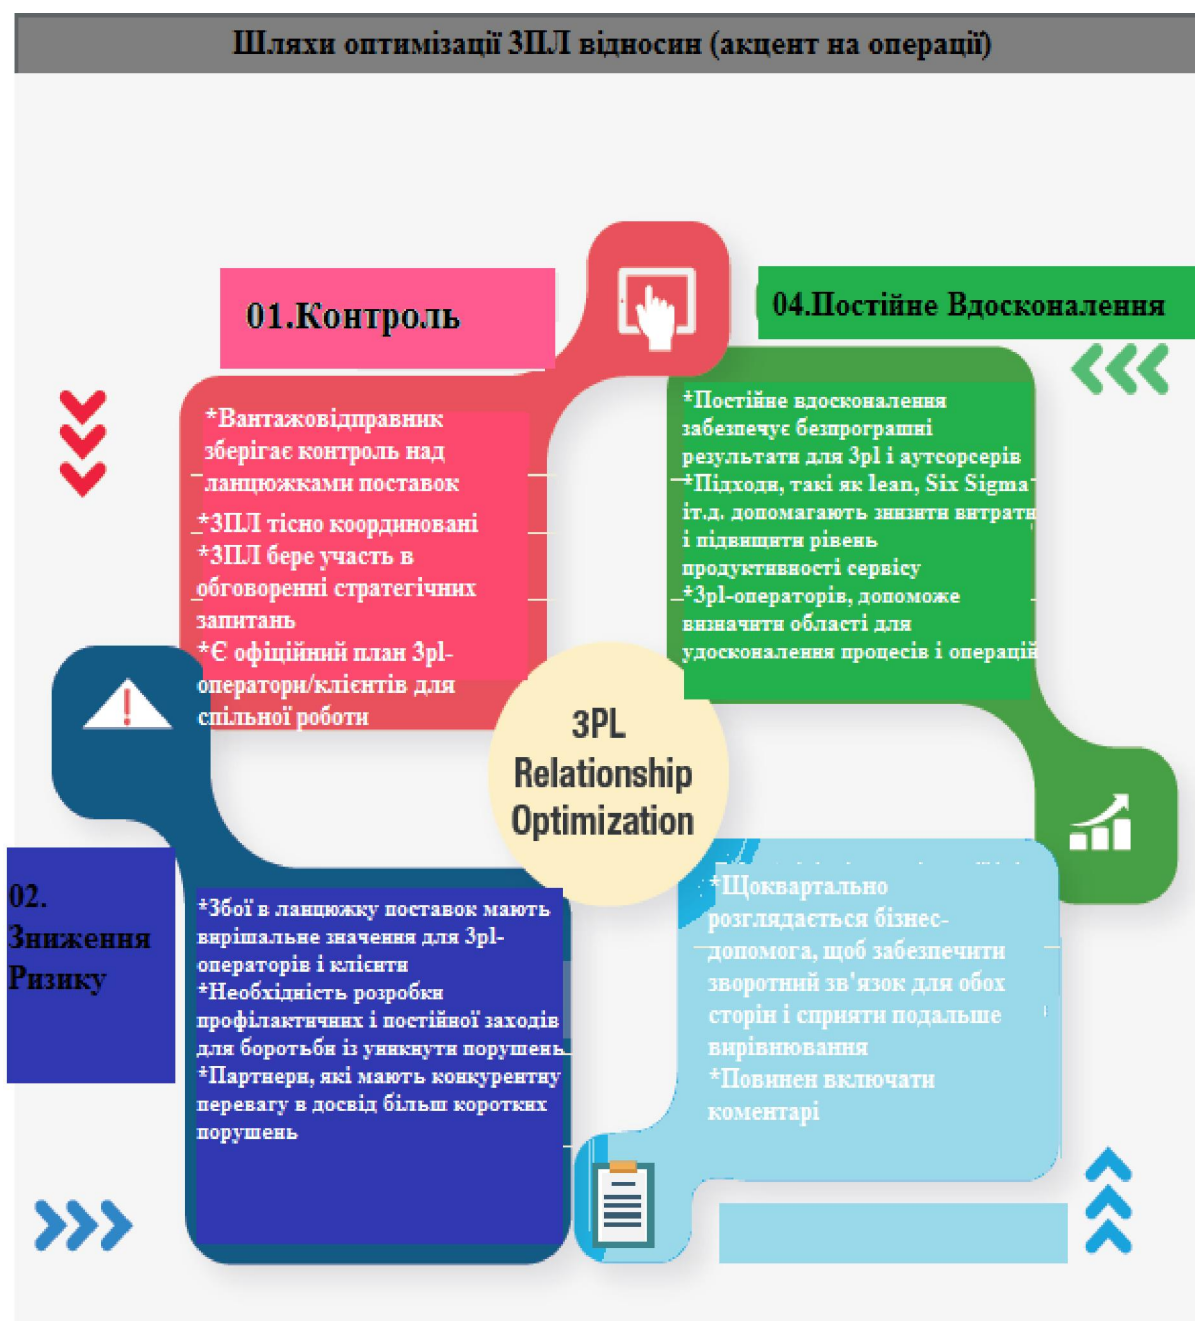 Шляхи оптимізації ЗПЛ відносин (акцент на операції)
01.Контроль
*Вантажовідправник
зберігає контроль над
ланцюжками поставок
*ЗПЛ тісно координовані
*ЗПЛ бере участь в
обговоренні стратегічних
запитань
*Є офіційний план 3pl-
оператори/клієнтів для
спільної роботи
02.
Зниження
Ризику
*Збої в ланцюжку поставок мають
вирішальне значення для 3pl-
операторів і клієнти
*Необхідність розробки
профілактичних і постійної заходів
для боротьби із уникнути порушень
*Партнери, які мають конкурентну
перевагу в досвід більш коротких
порушень
3PL
Relationship
Optimization
*Щоквартально
розглядається бізнес-
допомога, щоб забезпечити
зворотний зв'язок для обох
сторін і сприяти подальше
вирівнювання
*Повинен включати
коментарі
04.Постійне Вдосконалення
*Постійне вдосконалення
забезпечує безпрограшні
результати для 3pl і аутсорсерів
*Підходи, такі як lean, Six Sigma
іт.д. допомагають знизити витрати
і підвищити рівень
продуктивності сервісу
*3pl-операторів, допоможе
визначити області для
удосконалення процесів і операцій